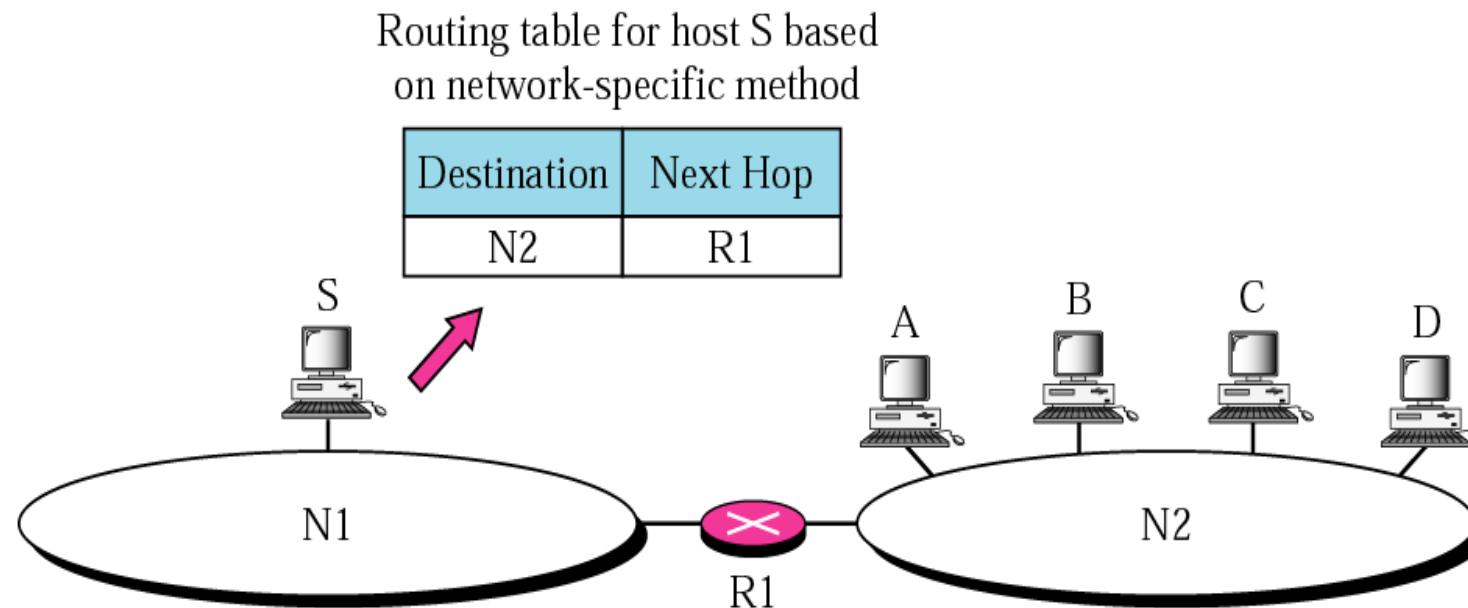 Routing table for host S based
on network-specific method
Destination Next Hop
N2 R1
S
A
B
C
D
N1
R1
N2